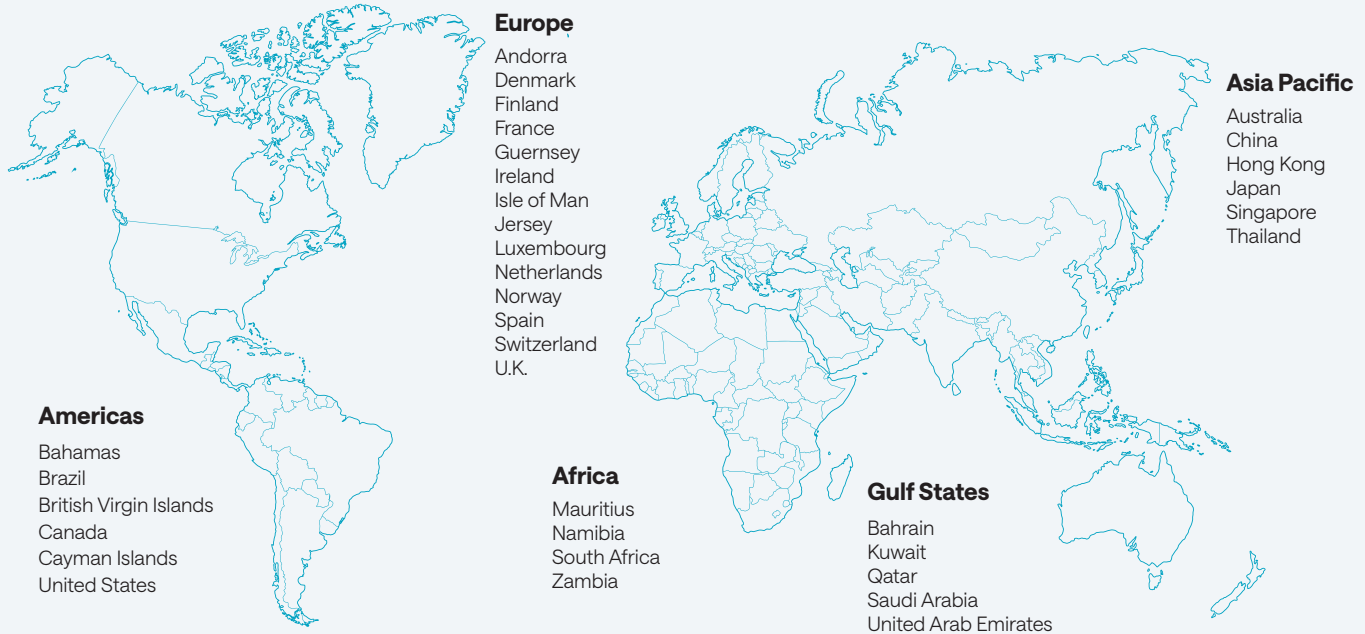 Europe
Andorra
Denmark
Finland
France
Guernsey
Ireland
Isle of Man
Jersey
Luxembourg
Netherlands
Norway
Spain
Switzerland
U.K.
Asia Pacific
Australia
China
Hong Kong
Japan
Singapore
Thailand
Americas
Bahamas
Brazil
British Virgin Islands
Canada
Cayman Islands
United States
Africa
Mauritius
Namibia
South Africa
Zambia
Gulf States
Bahrain
Kuwait
Qatar
Saudi Arabia
United Arab Emirates